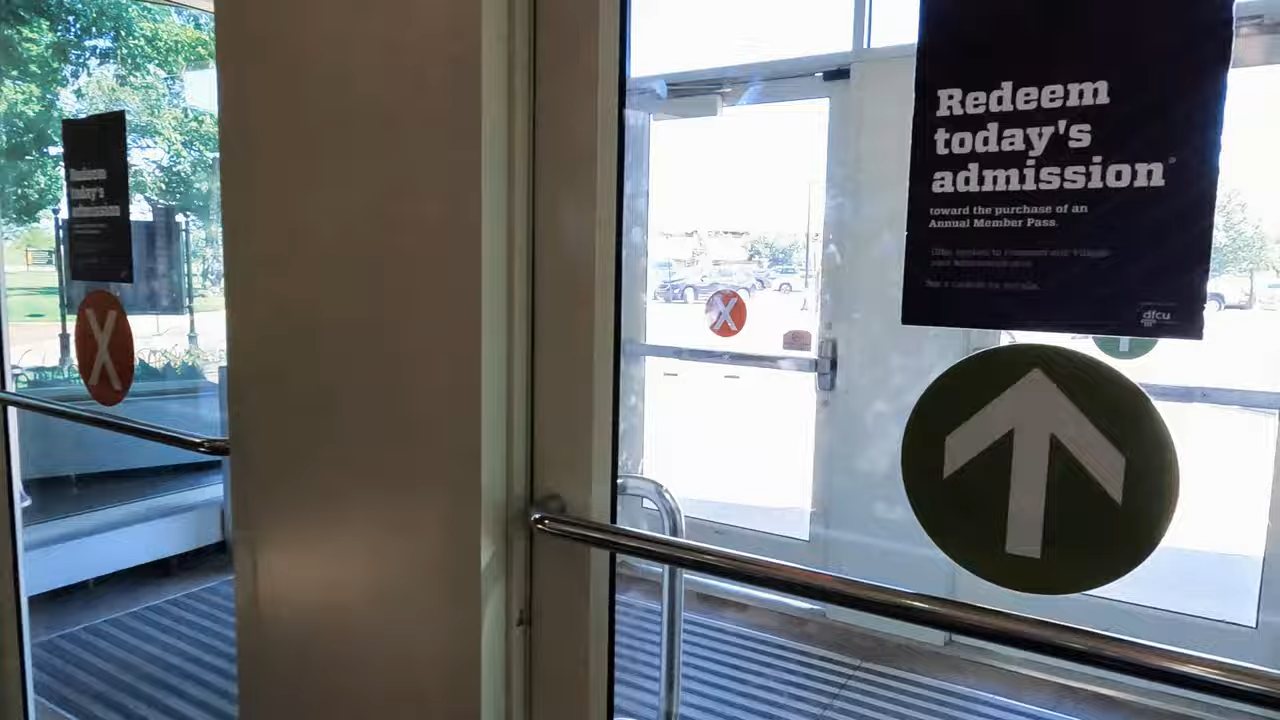 Redeem
today's
admission
Redeem
today's
admission*
toward the purchase of an
Annual Member Pass.
dfcu
X
X